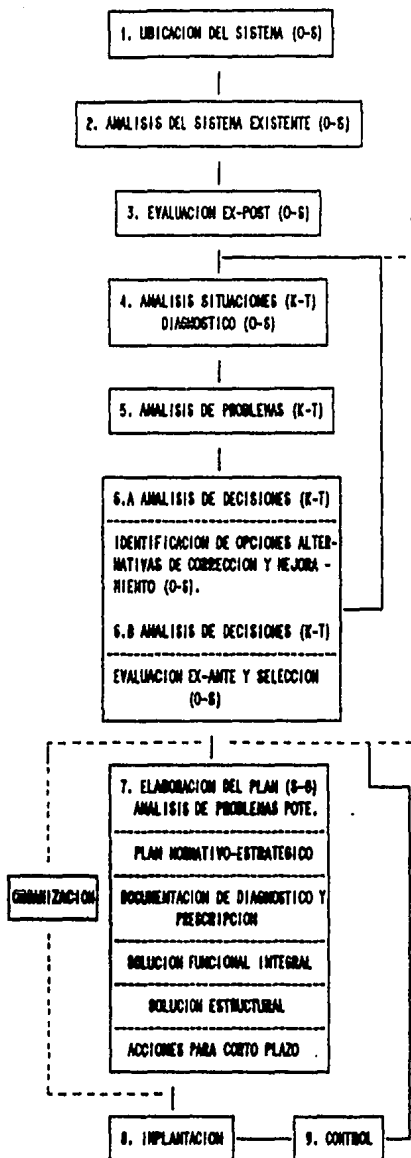 1. UBICACION DEL SISTEMA (O-S)
2. ANALISIS DEL SISTEMA EXISTENTE (O-S)
3. EVALUACION EX-POST (O-S)
4. ANALISIS SITUACIONES (K-T)
DIAGNOSTICO (O-S)
5. ANALISIS DE PROBLEMAS (K-T)
6.A ANALISIS DE DECISIONES (K-T)
IDENTIFICACION DE OPCIONES ALTER-
NATIVAS DE CORRECCION Y MEJORA -
MIENTO (O-S).
6.B ANALISIS DE DECISIONES (K-T)
EVALUACION EX-ANTE Y SELECCION
(O-S)
7. ELABORACION DEL PLAN
ANALISIS DE PROBLEMAS POTE.
PLAN NORMATIVO-ESTRATEGICO
ORGANIZACION
DOCUMENTACION DE DIAGNOSTICO Y
PRESCRIPCION
SOLUCION FUNCIONAL INTEGRAL
SOLUCION ESTRUCTURAL
ACCIONES PARA CORTO PLAZO
8. IMPLANTACION
9. CONTROL